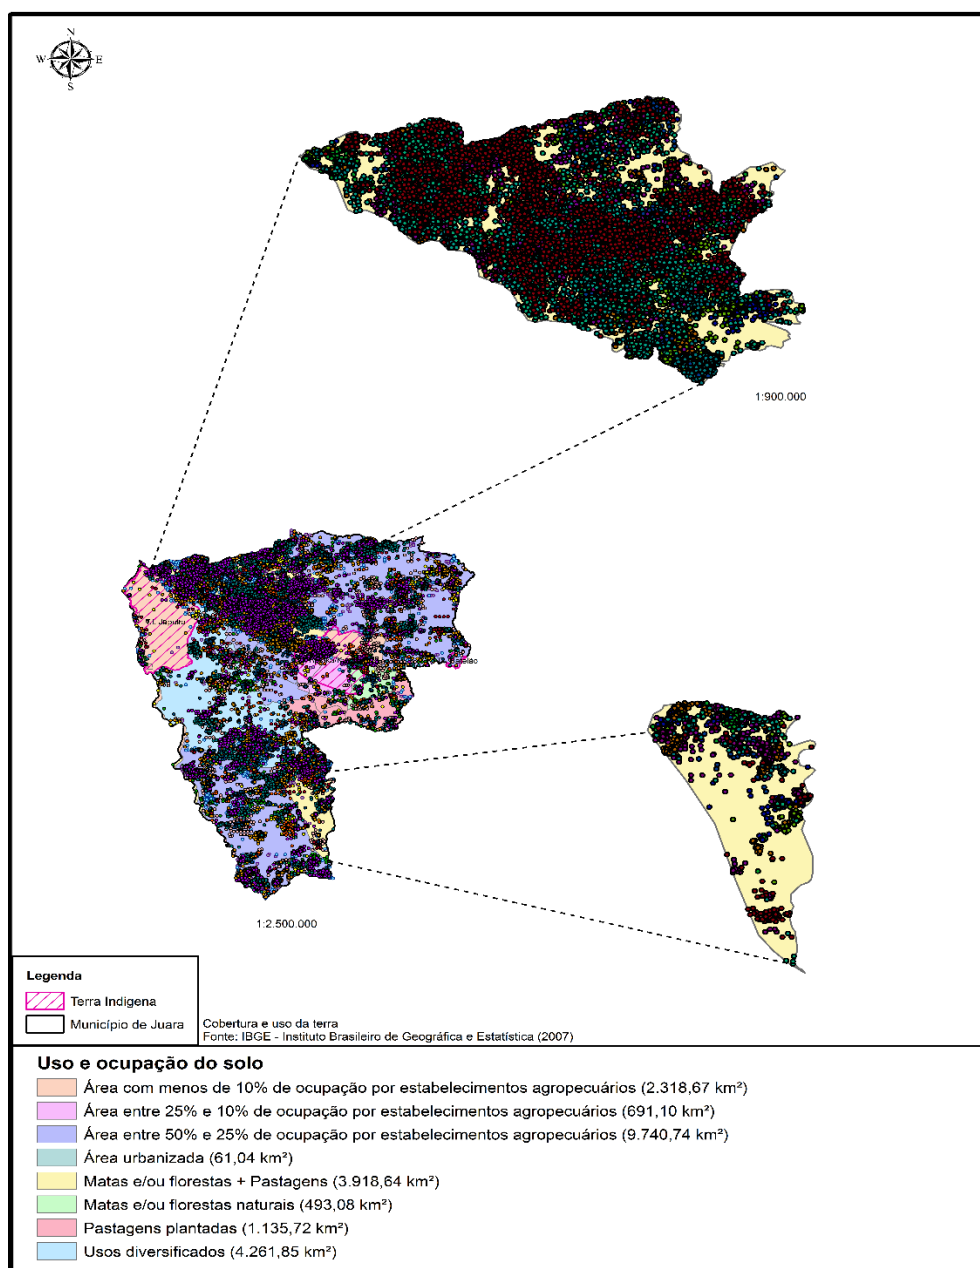 N
W E
S
1:900.000
T.I. Japuíra
1:2.500.000
Legenda
Terra Indígena
Município de Juara
Cobertura e uso da terra
Fonte: IBGE - Instituto Brasileiro de Geográfica e Estatística (2007)
Uso e ocupação do solo
Área com menos de 10% de ocupação por estabelecimentos agropecuários (2.318,67 km²)
Área entre 25% e 10% de ocupação por estabelecimentos agropecuários (691,10 km²)
Área entre 50% e 25% de ocupação por estabelecimentos agropecuários (9.740,74 km²)
Área urbanizada (61,04 km²)
Matas e/ou florestas + Pastagens (3.918,64 km²)
Matas e/ou florestas naturais (493,08 km²)
Pastagens plantadas (1.135,72 km²)
Usos diversificados (4.261,85 km²)